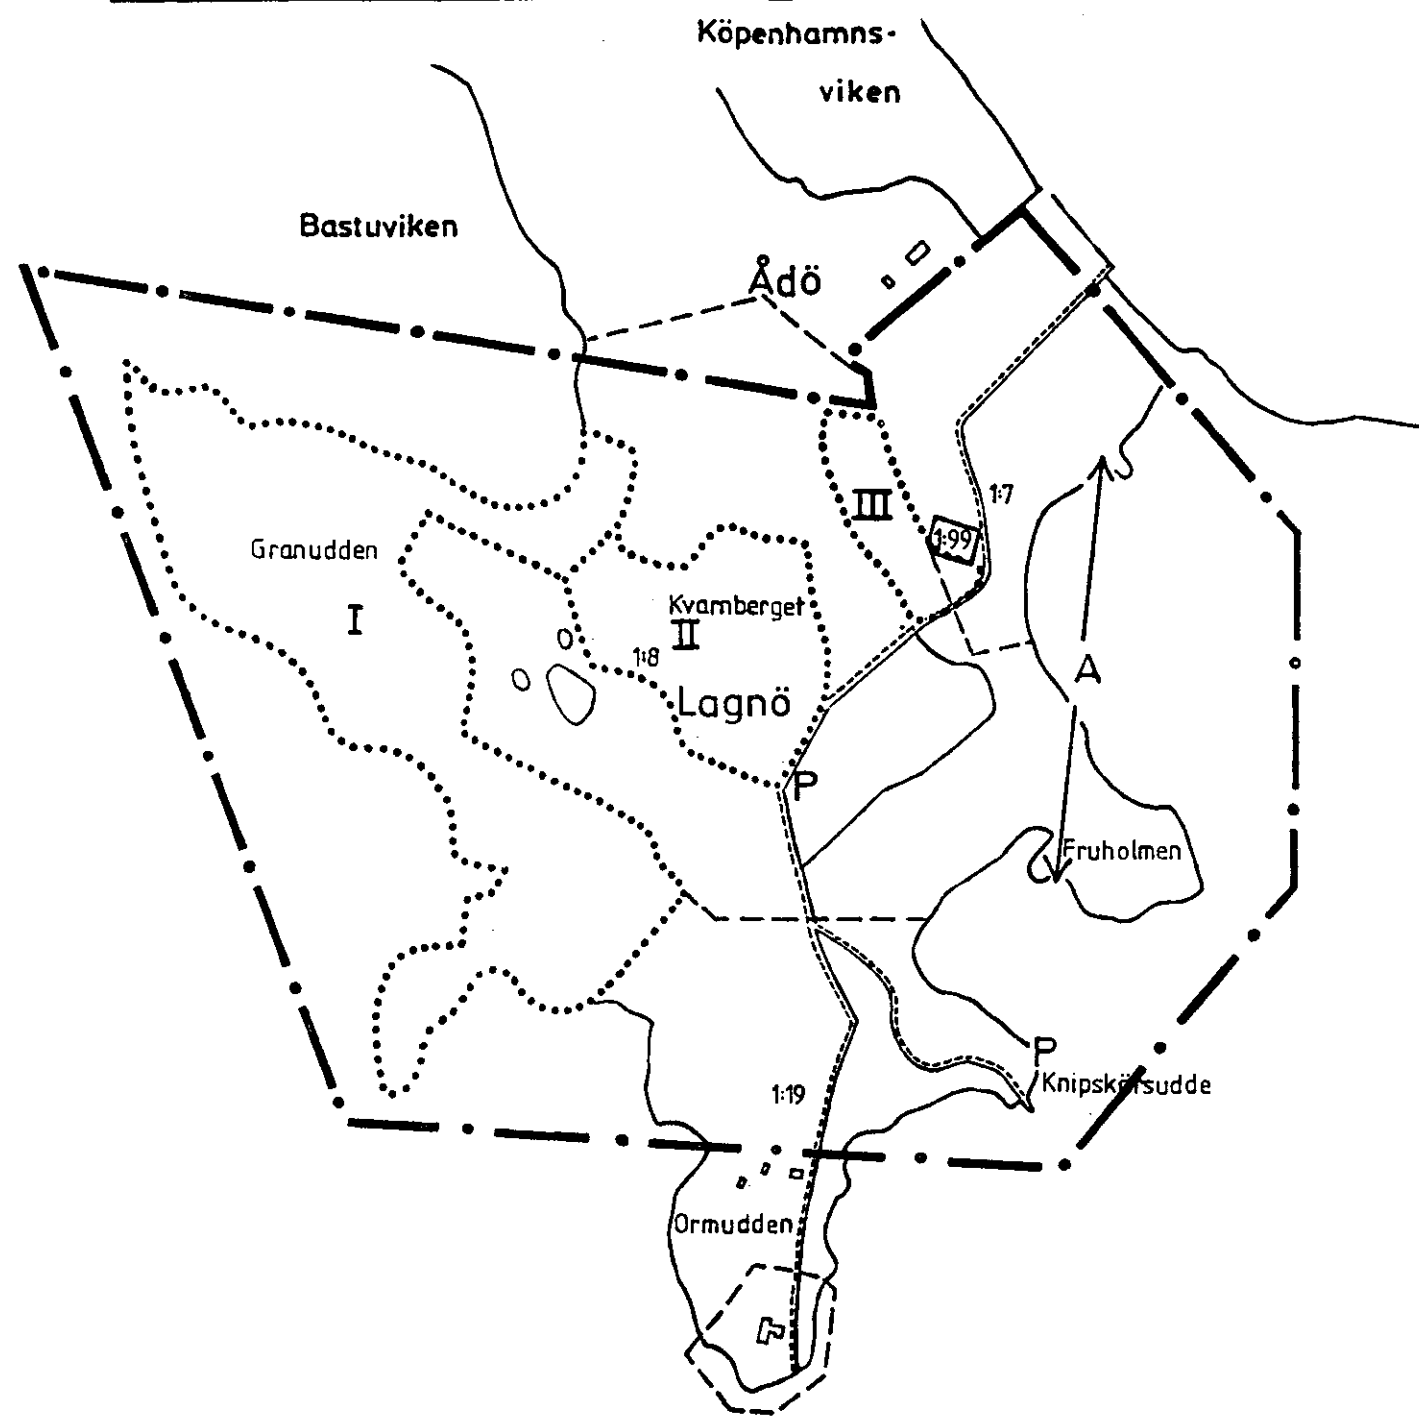 Köpenhamns-
viken
Bastuviken
Ådö
III
1:7
1:99
Granudden
I
Kvarnberget
II
1:8
Lagnö
A
P
Fruholmen
P
Knipskärsudde
1:19
Ormudden